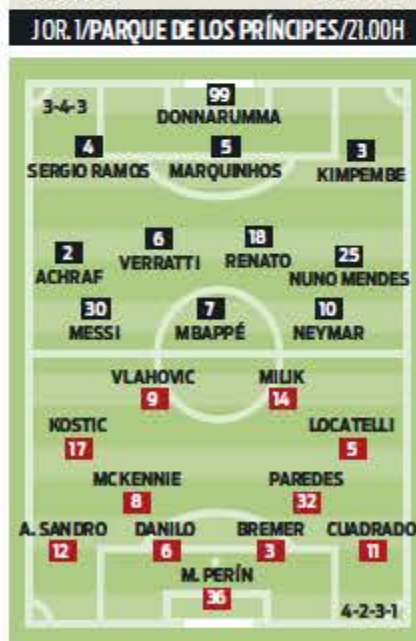 JOR. 1/PARQUE DE LOS PRÍNCIPES/21.00H
3-4-3
99
DONNARUMMA
4 5 3
SERGIO RAMOS MARQUINHOS KIMPEMBE
2 6 18 25
ACHRAF VERRATTI RENATO NUNO MENDES
30 7 10
MESSI MBAPPÉ NEYMAR
VLAHOVIC MILIK
9 14
KOSTIC LOCATELLI
17 5
MCKENNIE PAREDES
8 32
A. SANDRO DANILO BREMER CUADRADO
12 6 3 11
M. PERÍN
36
4-2-3-1